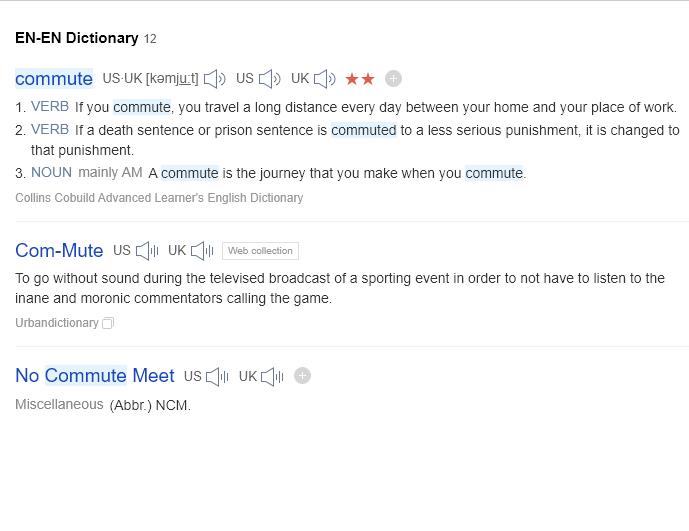 EN-EN Dictionary 12
commute US·UK [kəmjuːt] US UK
1. VERB If you commute, you travel a long distance every day between your home and your place of work.
2. VERB If a death sentence or prison sentence is commuted to a less serious punishment, it is changed to
that punishment.
3. NOUN mainly AM A commute is the journey that you make when you commute.
Collins Cobuild Advanced Learner's English Dictionary
Com-Mute US UK Web collection
To go without sound during the televised broadcast of a sporting event in order to not have to listen to the
inane and moronic commentators calling the game.
Urbandictionary
No Commute Meet US UK
Miscellaneous (Abbr.) NCM.